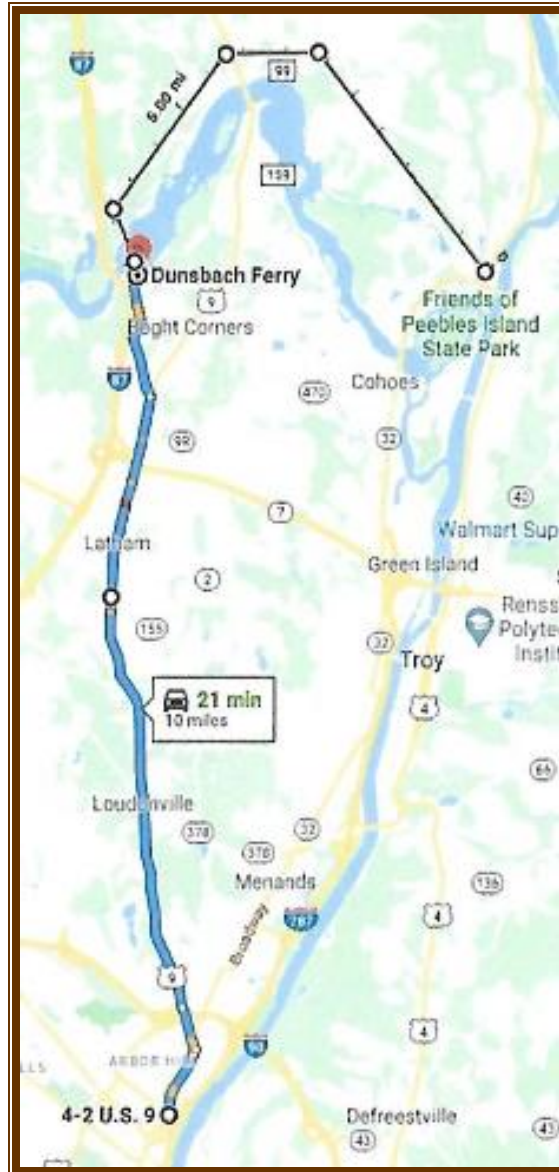 87
99
5.00 mi
159
Dunsbach Ferry
9
Boght Corners
Friends of
Peebles Island
State Park
Cohoes
470
32
9R
7
40
Walmart Sup
Latham
Green Island
2
Renss
Polytec
Instit
155
32
Troy
4
21 min
10 miles
66
Loudonville
378
32
378
Menands
136
787
4
Broadway
9
4
90
ARBOR HILL
LLS
4-2 U.S. 9
Defreestville
43
43